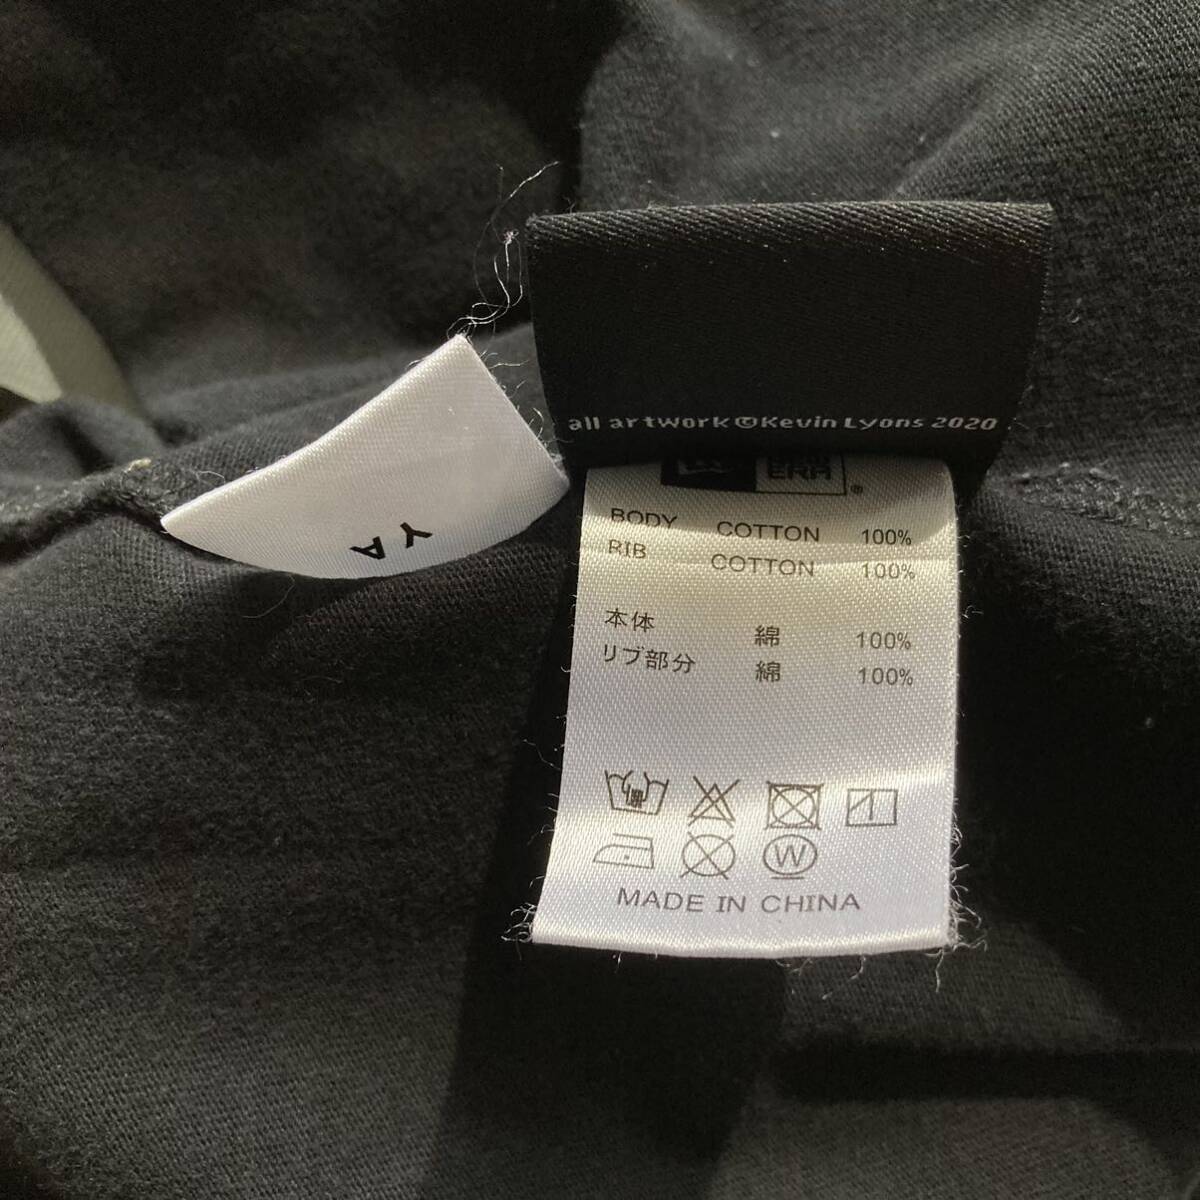 all artwork©Kevin Lyons 2020
ERA®
BODY COTTON 100%
RIB COTTON 100%
本体 綿 100%
リブ部分 綿 100%
W
MADE IN CHINA
YA